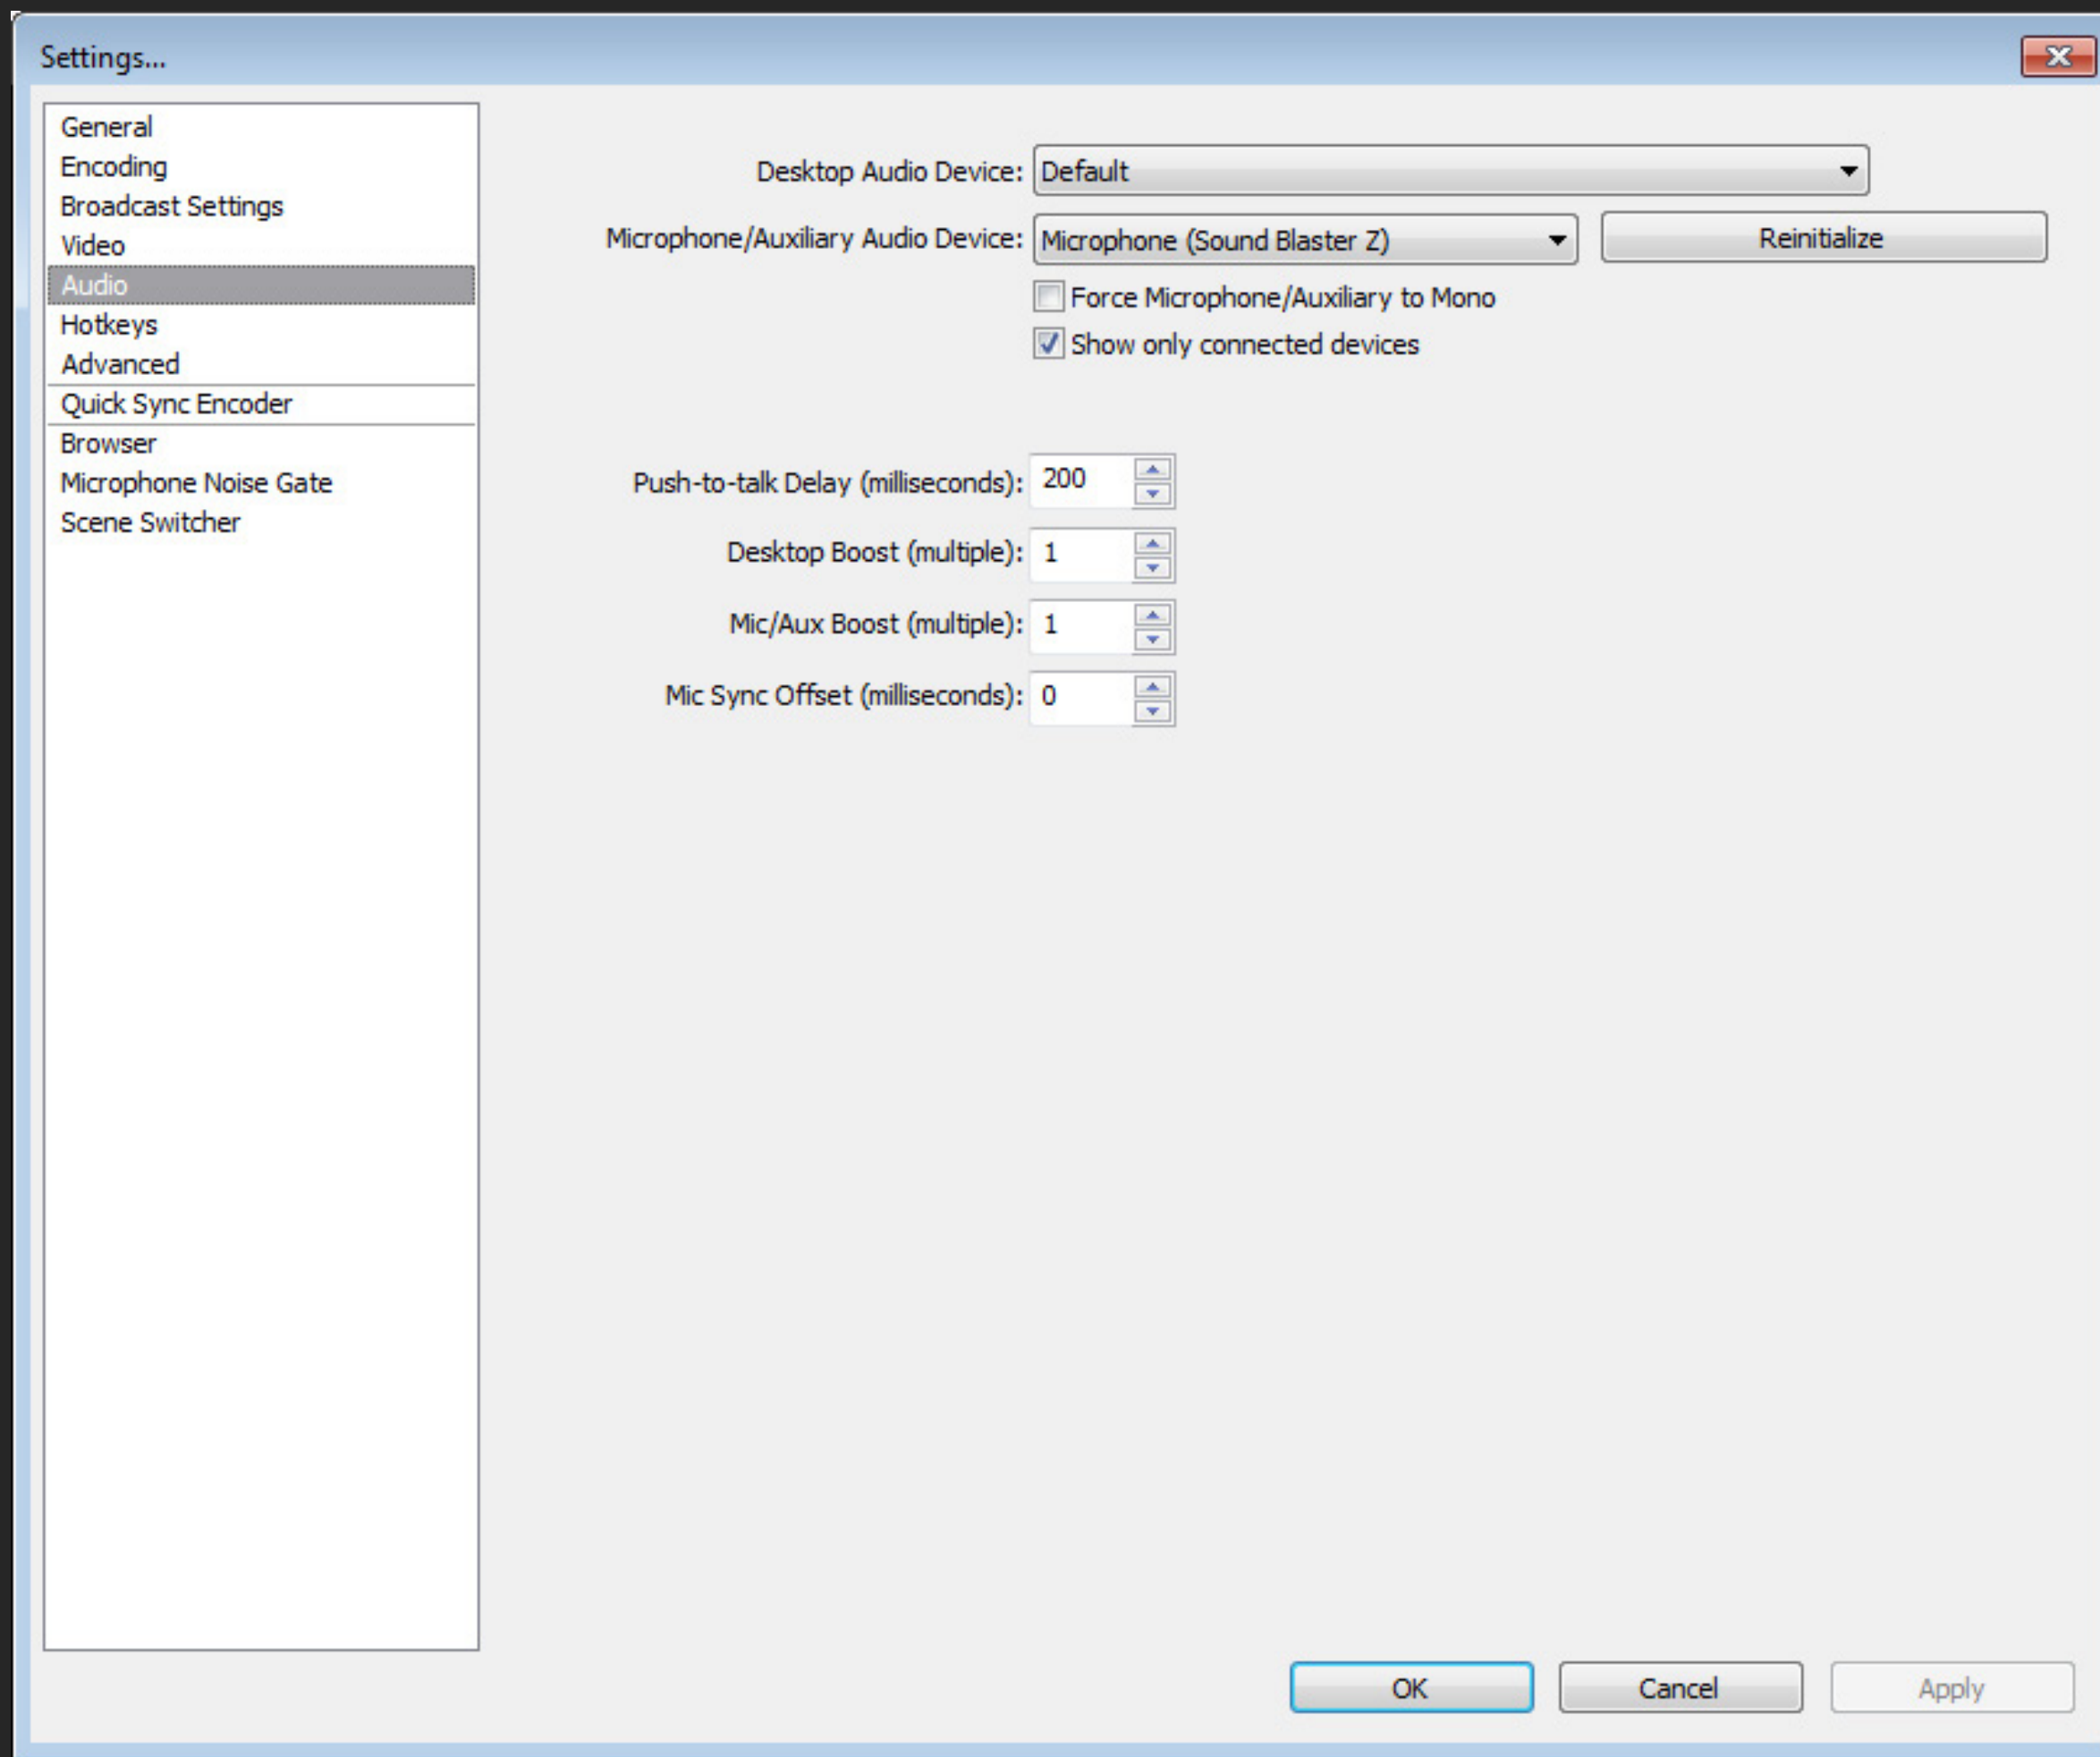 Settings...
General
Encoding
Broadcast Settings
Video
Audio
Hotkeys
Advanced
Quick Sync Encoder
Browser
Microphone Noise Gate
Scene Switcher
Desktop Audio Device: Default
Microphone/Auxiliary Audio Device: Microphone (Sound Blaster Z) Reinitialize
Force Microphone/Auxiliary to Mono
Show only connected devices
Push-to-talk Delay (milliseconds): 200
Desktop Boost (multiple): 1
Mic/Aux Boost (multiple): 1
Mic Sync Offset (milliseconds): 0
OK Cancel Apply